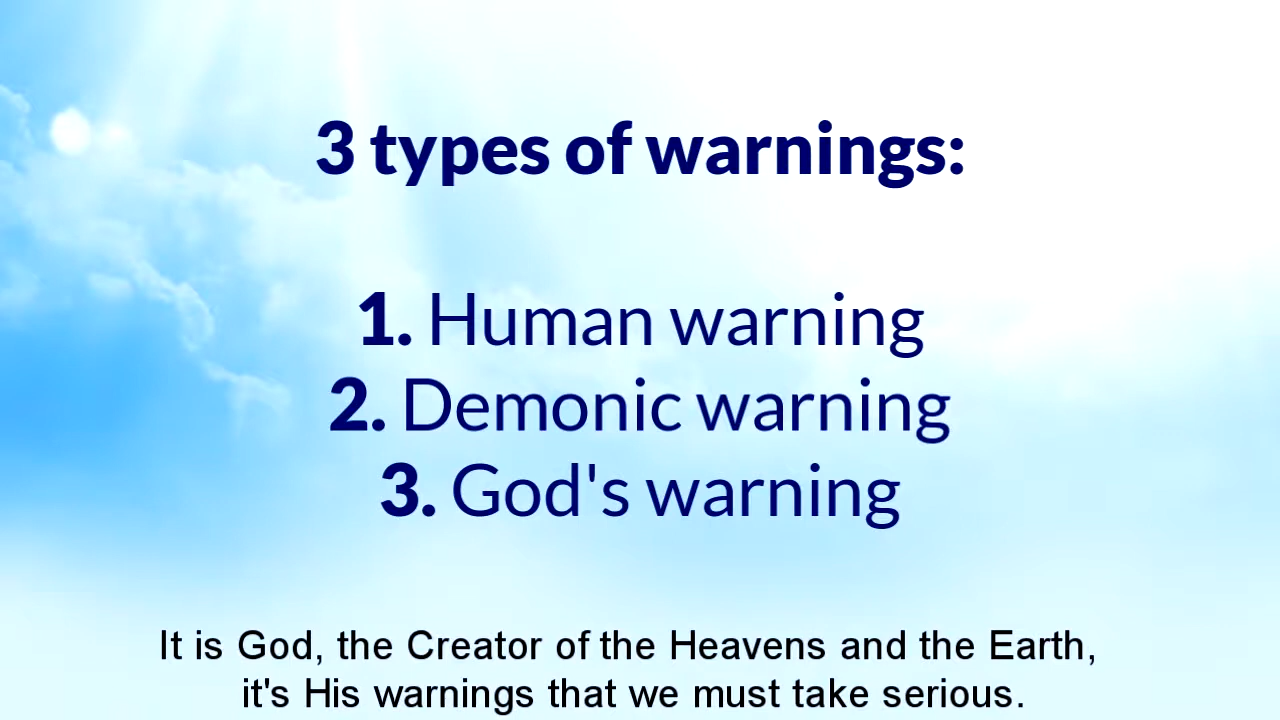 3 types of warnings:
1. Human warning
2. Demonic warning
3. God's warning
It is God, the Creator of the Heavens and the Earth,
it's His warnings that we must take serious.